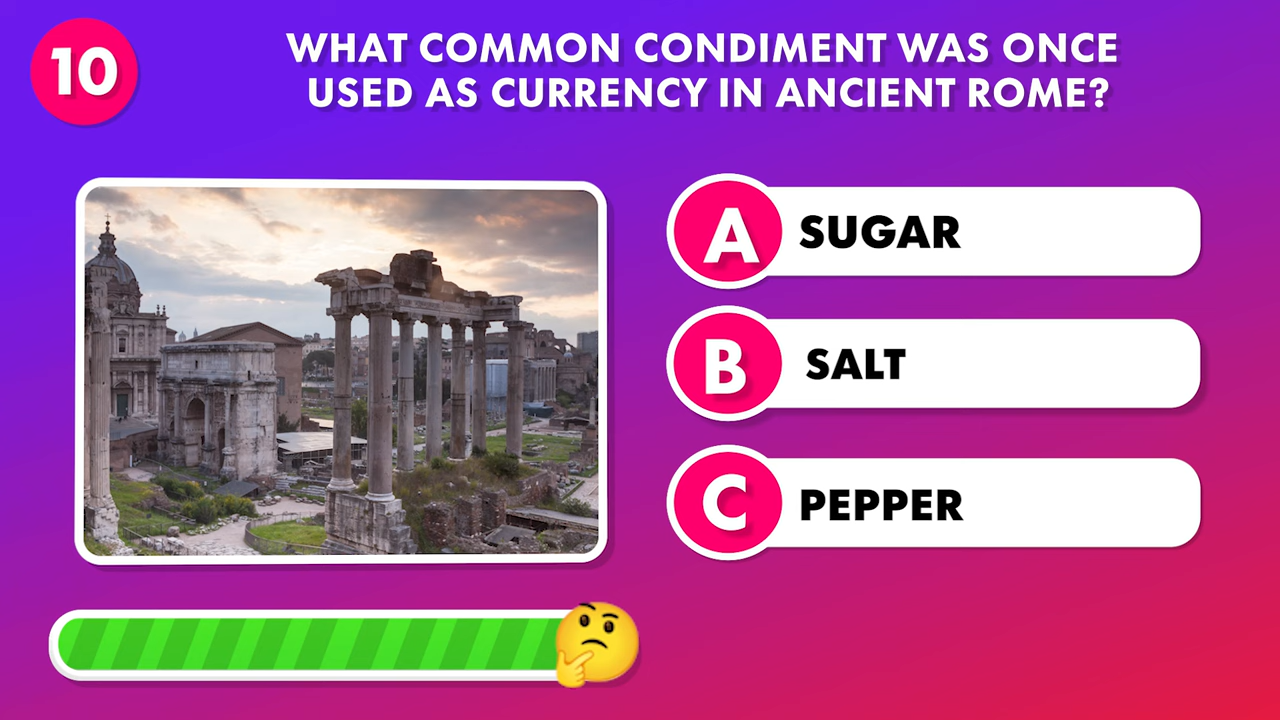 10
WHAT COMMON CONDIMENT WAS ONCE
USED AS CURRENCY IN ANCIENT ROME?
A SUGAR
B SALT
C PEPPER